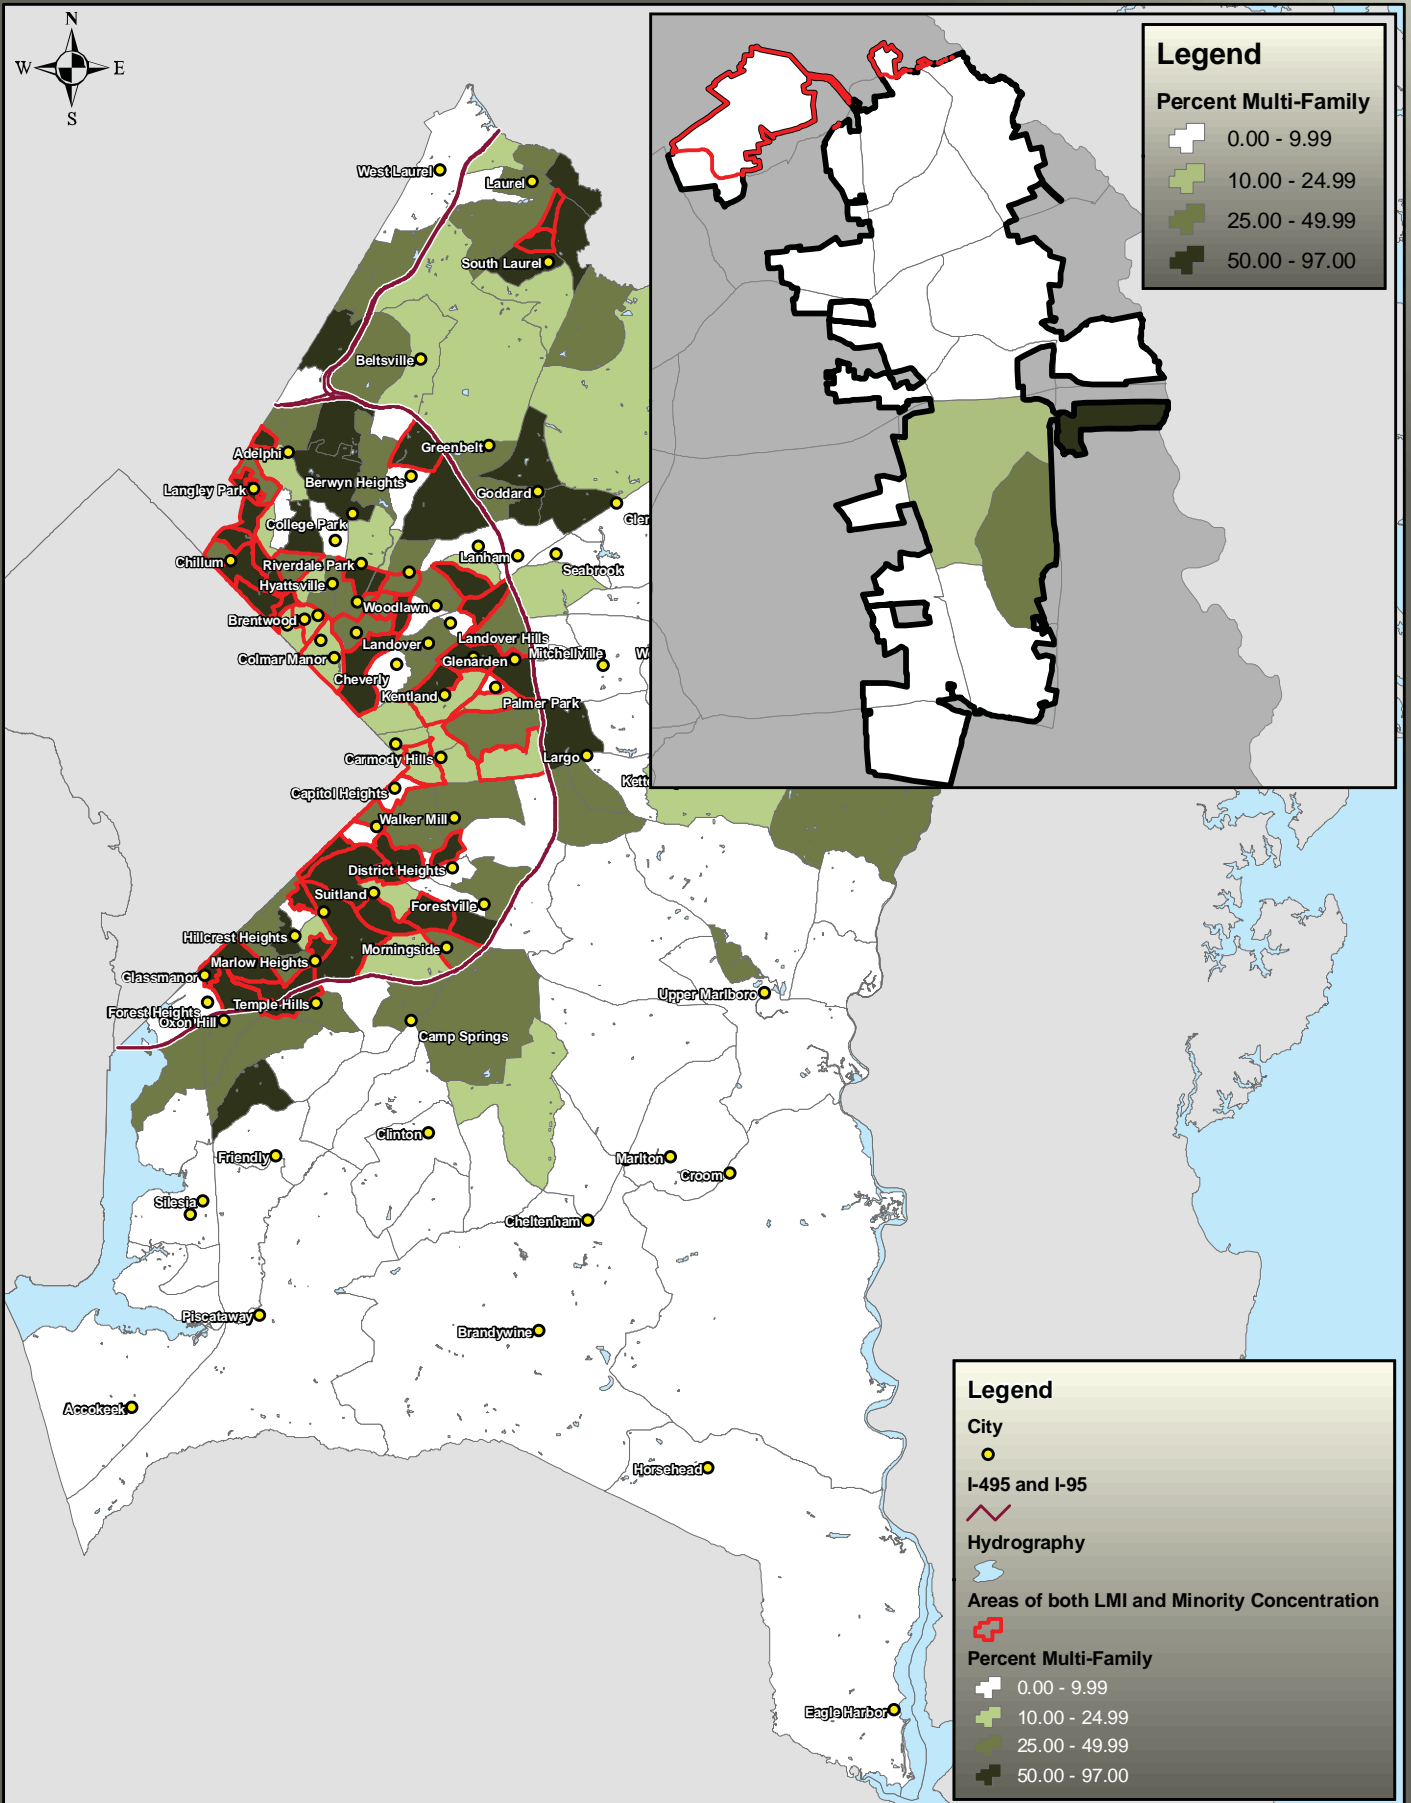 N
W
E
S
Legend
Percent Multi-Family
0.00 - 9.99
10.00 - 24.99
25.00 - 49.99
50.00 - 97.00
West Laurel
Laurel
South Laurel
Beltsville
Greenbelt
Adelphi
Berwyn Heights
Langley Park
Goddard
College Park
Glen
Chillum
Riverdale Park
Lanham
Seabrook
Hyattsville
Woodlawn
Brentwood
Landover Hills
Landover
Mitchellville
Colmar Manor
Glenarden
Cheverly
Kentland
Palmer Park
Carmody Hills
Largo
Kett
Capitol Heights
Walker Mill
District Heights
Suitland
Forestville
Hillcrest Heights
Morningside
Marlow Heights
Glassmanor
Upper Marlboro
Temple Hills
Forest Heights
Oxon Hill
Camp Springs
Clinton
Friendly
Marlton
Croom
Silesia
Cheltenham
Piscataway
Brandywine
Accokeek
Horsehead
Eagle Harbor
Legend
City
I-495 and I-95
Hydrography
Areas of both LMI and Minority Concentration
Percent Multi-Family
0.00 - 9.99
10.00 - 24.99
25.00 - 49.99
50.00 - 97.00